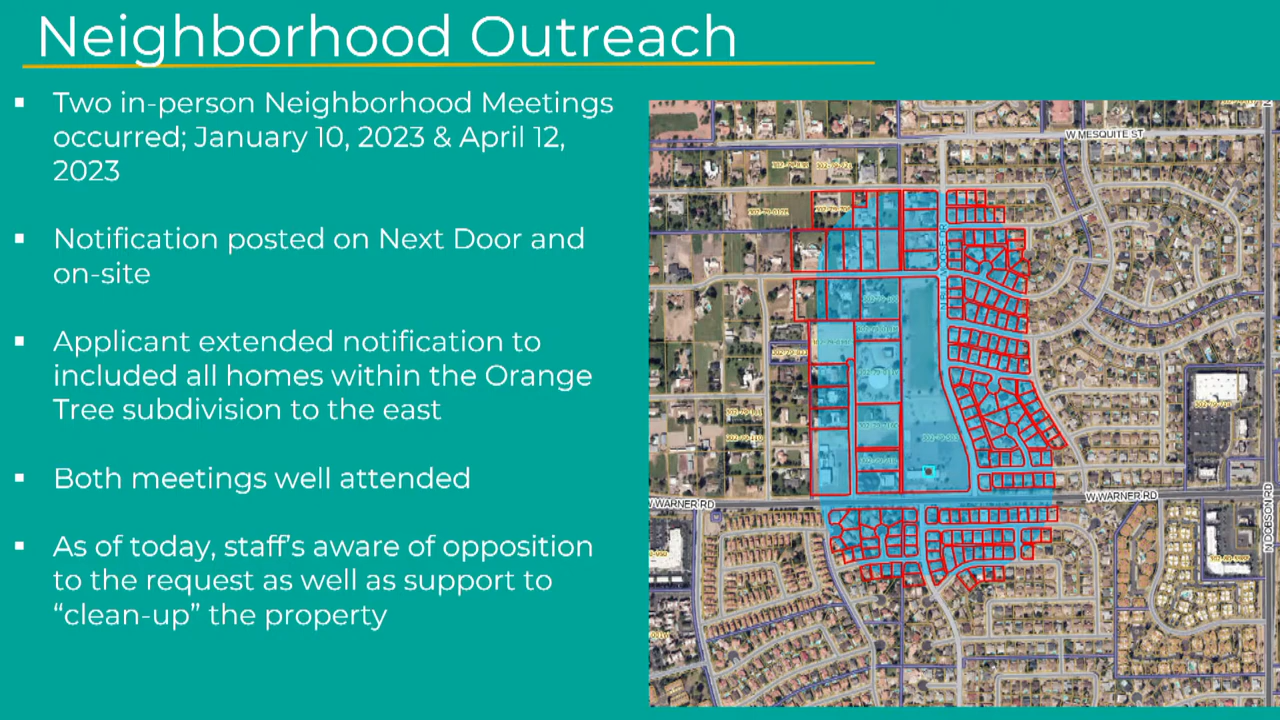 Neighborhood Outreach
▪ Two in-person Neighborhood Meetings
occurred; January 10, 2023 & April 12,
2023
▪ Notification posted on Next Door and
on-site
▪ Applicant extended notification to
included all homes within the Orange
Tree subdivision to the east
▪ Both meetings well attended
▪ As of today, staff's aware of opposition
to the request as well as support to
“clean-up” the property
W MESQUITE ST
W WARNER RD
W WARNER RD
N DOBSON RD